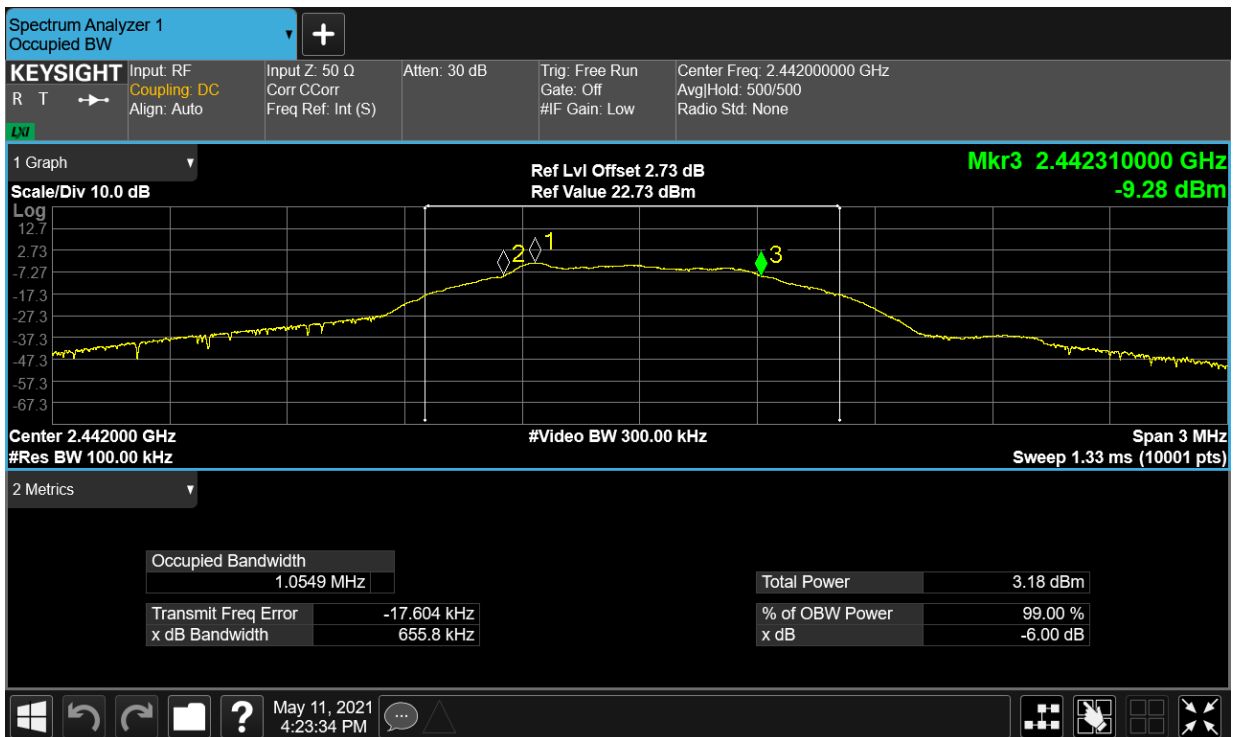 Spectrum Analyzer 1
Occupied BW
▼
+
KEYSIGHT
R T
LXI
Input: RF
Coupling: DC
Align: Auto
Input Z: 50 Ω
Corr CCorr
Freq Ref: Int (S)
Atten: 30 dB
Trig: Free Run
Gate: Off
#IF Gain: Low
Center Freq: 2.442000000 GHz
Avg|Hold: 500/500
Radio Std: None
1 Graph ▼
Scale/Div 10.0 dB
Ref Lvl Offset 2.73 dB
Ref Value 22.73 dBm
Mkr3 2.442310000 GHz
-9.28 dBm
Log
12.7
2.73
-7.27
-17.3
-27.3
-37.3
-47.3
-57.3
-67.3
2
1
3
Center 2.442000 GHz
#Res BW 100.00 kHz
#Video BW 300.00 kHz
Span 3 MHz
Sweep 1.33 ms (10001 pts)
2 Metrics ▼
Occupied Bandwidth
1.0549 MHz
Transmit Freq Error -17.604 kHz
x dB Bandwidth 655.8 kHz
Total Power 3.18 dBm
% of OBW Power 99.00 %
x dB -6.00 dB
?
May 11, 2021
4:23:34 PM
...